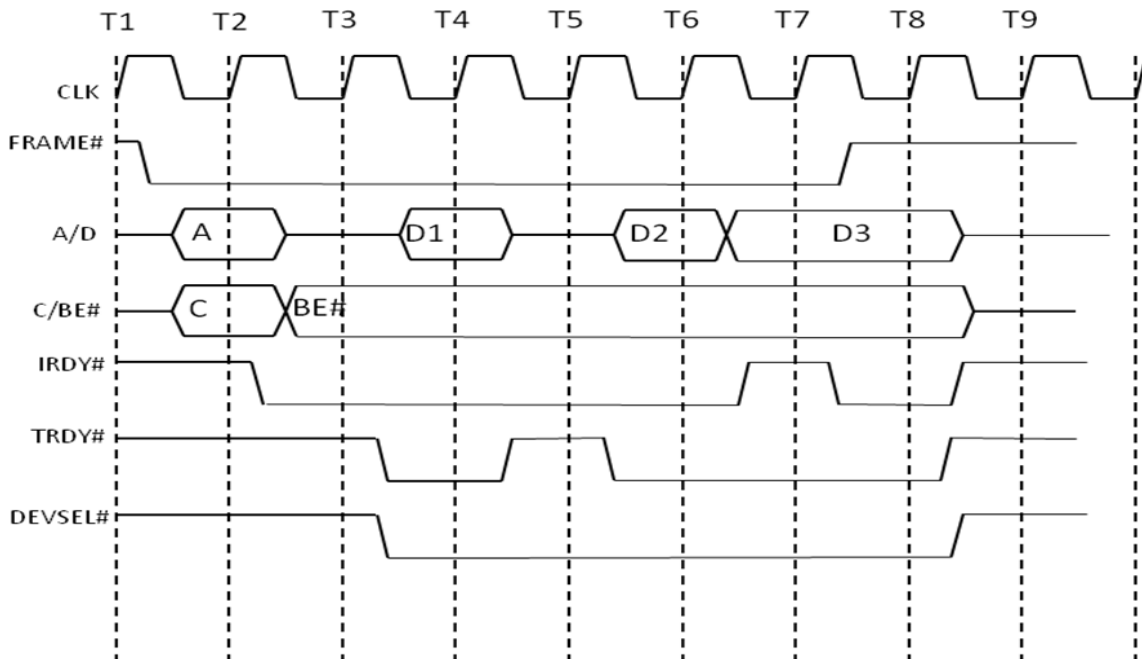 T1 T2 T3 T4 T5 T6 T7 T8 T9
CLK
FRAME#
A/D A D1 D2 D3
C/BE# C BE#
IRDY#
TRDY#
DEVSEL#